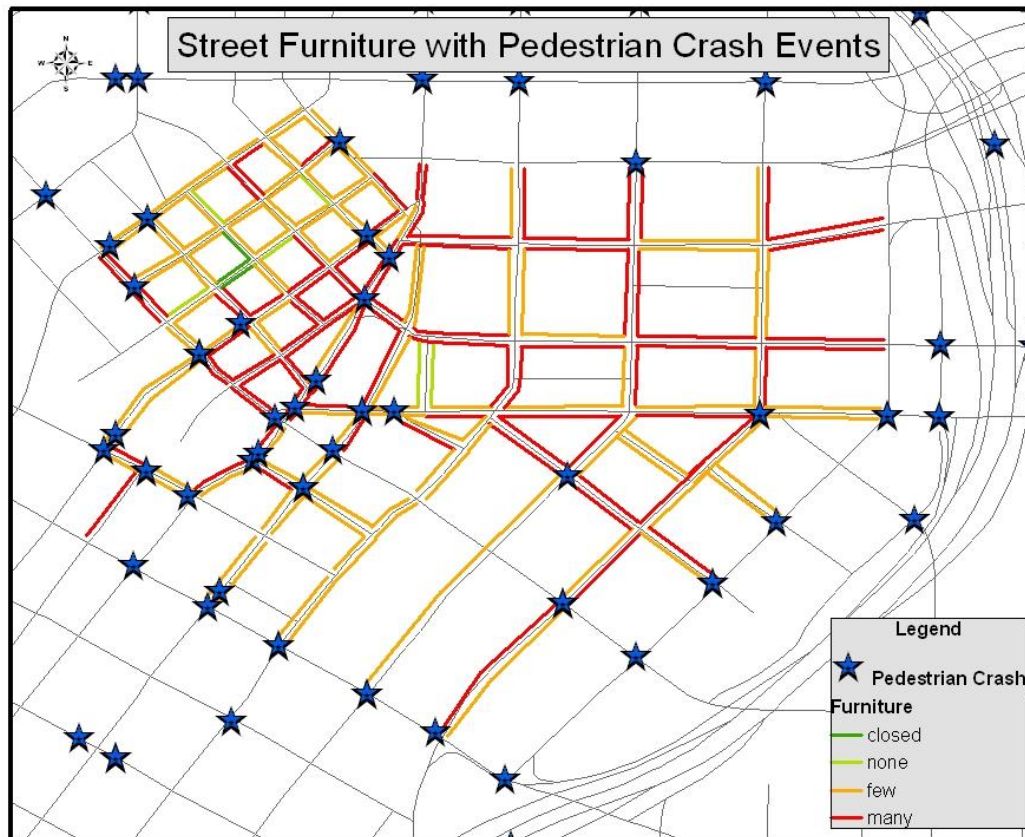 Street Furniture with Pedestrian Crash Events
N
W E
S
Legend
Pedestrian Crash
Furniture
closed
none
few
many